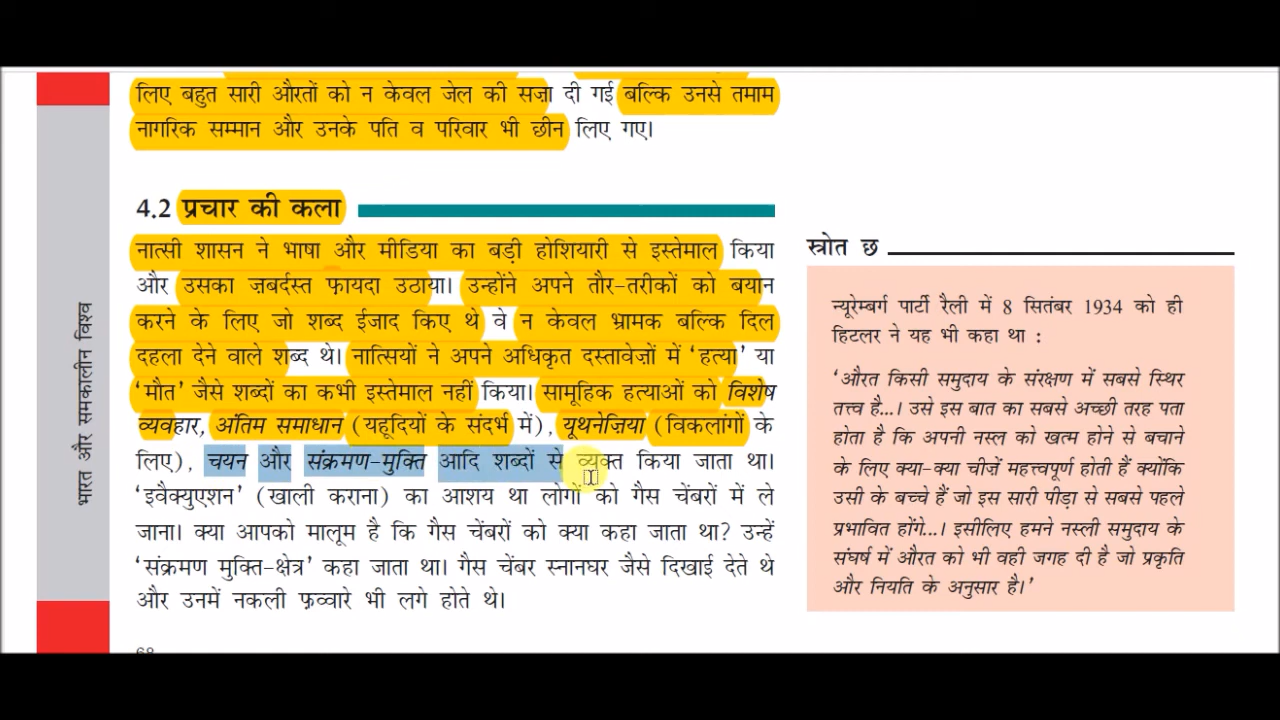 लिए बहुत सारी औरतों को न केवल जेल की सज़ा दी गई बल्कि उनसे तमाम
नागरिक सम्मान और उनके पति व परिवार भी छीन लिए गए।
4.2 प्रचार की कला
नात्सी शासन ने भाषा और मीडिया का बड़ी होशियारी से इस्तेमाल किया
और उसका ज़बर्दस्त फ़ायदा उठाया। उन्होंने अपने तौर-तरीकों को बयान
करने के लिए जो शब्द ईजाद किए थे वे न केवल भ्रामक बल्कि दिल
दहला देने वाले शब्द थे। नात्सियों ने अपने अधिकृत दस्तावेज़ों में ‘हत्या’ या
‘मौत’ जैसे शब्दों का कभी इस्तेमाल नहीं किया। सामूहिक हत्याओं को विशेष
व्यवहार, अंतिम समाधान (यहूदियों के संदर्भ में), यूथनेज़िया (विकलांगों के
लिए), चयन और संक्रमण-मुक्ति आदि शब्दों से व्यक्त किया जाता था।
‘इवैक्युएशन’ (खाली कराना) का आशय था लोगों को गैस चेंबरों में ले
जाना। क्या आपको मालूम है कि गैस चेंबरों को क्या कहा जाता था? उन्हें
‘संक्रमण मुक्ति-क्षेत्र’ कहा जाता था। गैस चेंबर स्नानघर जैसे दिखाई देते थे
और उनमें नकली फ़व्वारे भी लगे होते थे।
स्रोत छ
न्यूरेम्बर्ग पार्टी रैली में 8 सितंबर 1934 को ही
हिटलर ने यह भी कहा था :
‘औरत किसी समुदाय के संरक्षण में सबसे स्थिर
तत्त्व है...। उसे इस बात का सबसे अच्छी तरह पता
होता है कि अपनी नस्ल को खत्म होने से बचाने
के लिए क्या-क्या चीज़ें महत्त्वपूर्ण होती हैं क्योंकि
उसी के बच्चे हैं जो इस सारी पीड़ा से सबसे पहले
प्रभावित होंगे...। इसीलिए हमने नस्ली समुदाय के
संघर्ष में औरत को भी वही जगह दी है जो प्रकृति
और नियति के अनुसार है।’
भारत और समकालीन विश्व
68